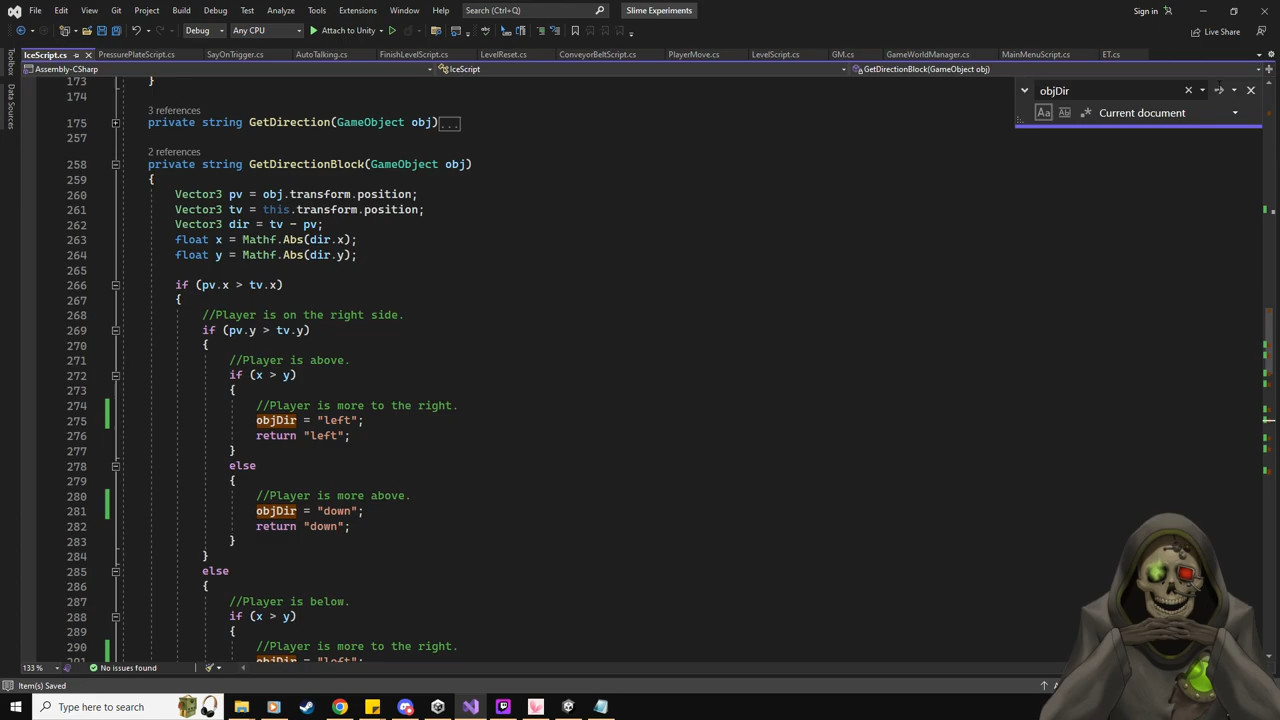 File Edit View Git Project Build Debug Test Analyze Tools Extensions Window Help Search (Ctrl+Q) Slime Experiments Sign in
Debug Any CPU Attach to Unity Live Share
IceScript.cs PressurePlateScript.cs SayOnTrigger.cs AutoTalking.cs FinishLevelScript.cs LevelReset.cs ConveyorBeltScript.cs PlayerMove.cs LevelScript.cs GM.cs GameWorldManager.cs MainMenuScript.cs ET.cs
Toolbox
Data Sources
Assembly-CSharp IceScript GetDirectionBlock(GameObject obj)
objDir
Aa Ab Current document
173 }
174
3 references
175 private string GetDirection(GameObject obj)...
257
2 references
258 private string GetDirectionBlock(GameObject obj)
259 {
260 Vector3 pv = obj.transform.position;
261 Vector3 tv = this.transform.position;
262 Vector3 dir = tv - pv;
263 float x = Mathf.Abs(dir.x);
264 float y = Mathf.Abs(dir.y);
265
266 if (pv.x > tv.x)
267 {
268 //Player is on the right side.
269 if (pv.y > tv.y)
270 {
271 //Player is above.
272 if (x > y)
273 {
274 //Player is more to the right.
275 objDir = "left";
276 return "left";
277 }
278 else
279 {
280 //Player is more above.
281 objDir = "down";
282 return "down";
283 }
284 }
285 else
286 {
287 //Player is below.
288 if (x > y)
289 {
290 //Player is more to the right.
291 objDir = "left";
133 % No issues found
Item(s) Saved
Type here to search